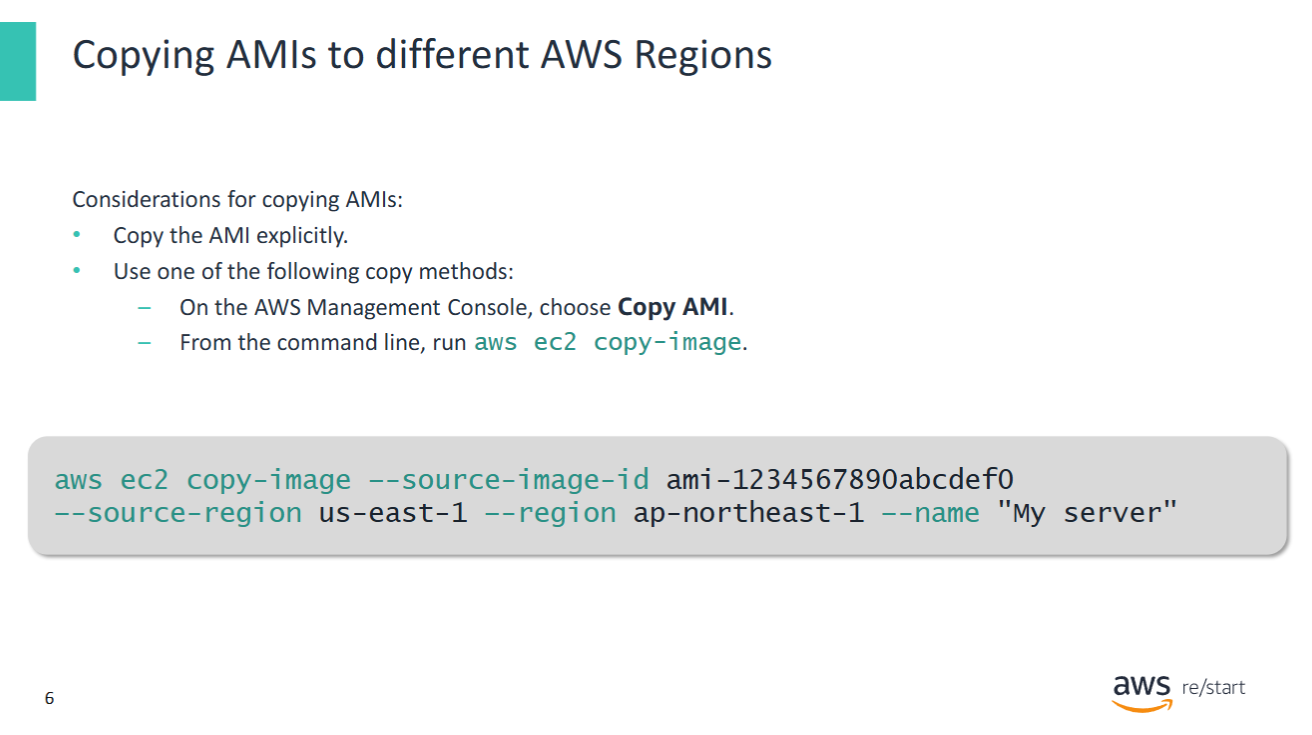 Copying AMIs to different AWS Regions
Considerations for copying AMIs:
• Copy the AMI explicitly.
• Use one of the following copy methods:
– On the AWS Management Console, choose Copy AMI.
– From the command line, run aws ec2 copy-image.
aws ec2 copy-image --source-image-id ami-1234567890abcdef0
--source-region us-east-1 --region ap-northeast-1 --name "My server"
6
aws re/start